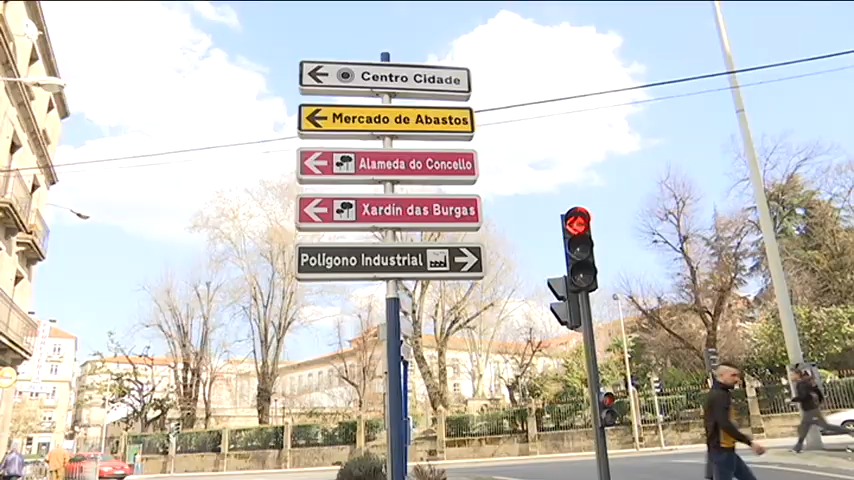 Centro Cidade
Mercado de Abastos
Alameda do Concello
Xardín das Burgas
Polígono Industrial